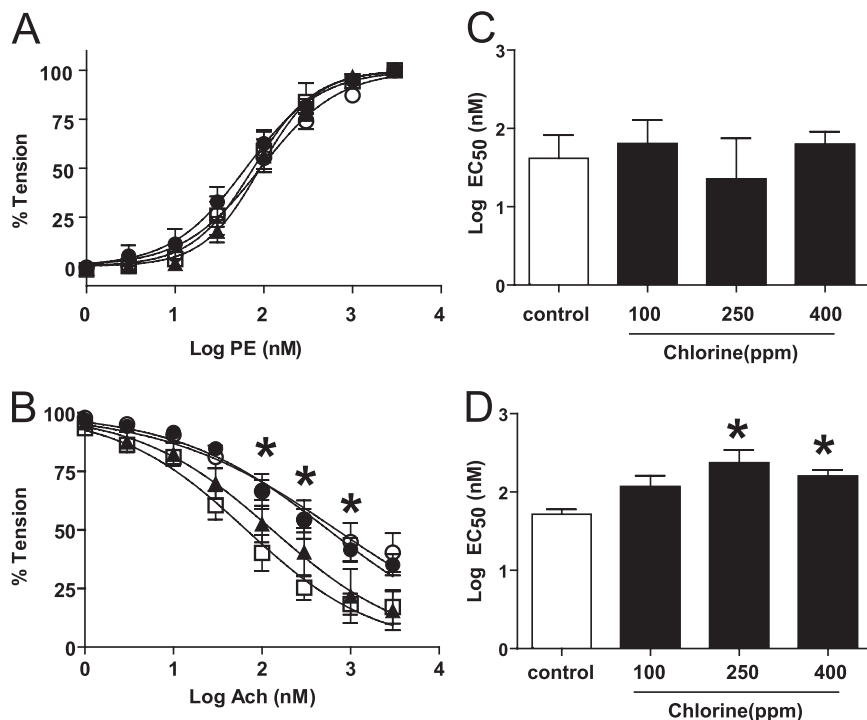 A
100
75
50
25
0
% Tension
0 1 2 3 4
Log PE (nM)
C
3
2
1
0
Log EC50 (nM)
control 100 250 400
Chlorine(ppm)
B
100
75
50
25
0
% Tension
* * *
0 1 2 3 4
Log Ach (nM)
D
3
2
1
0
Log EC50 (nM)
* *
control 100 250 400
Chlorine(ppm)